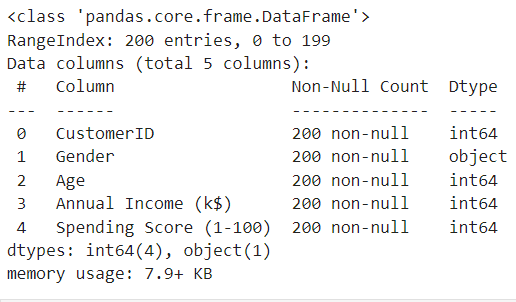 <class 'pandas.core.frame.DataFrame'>
RangeIndex: 200 entries, 0 to 199
Data columns (total 5 columns):
 #   Column                  Non-Null Count  Dtype
---  ------                  --------------  -----
 0   CustomerID              200 non-null    int64
 1   Gender                  200 non-null    object
 2   Age                     200 non-null    int64
 3   Annual Income (k$)      200 non-null    int64
 4   Spending Score (1-100)  200 non-null    int64
dtypes: int64(4), object(1)
memory usage: 7.9+ KB